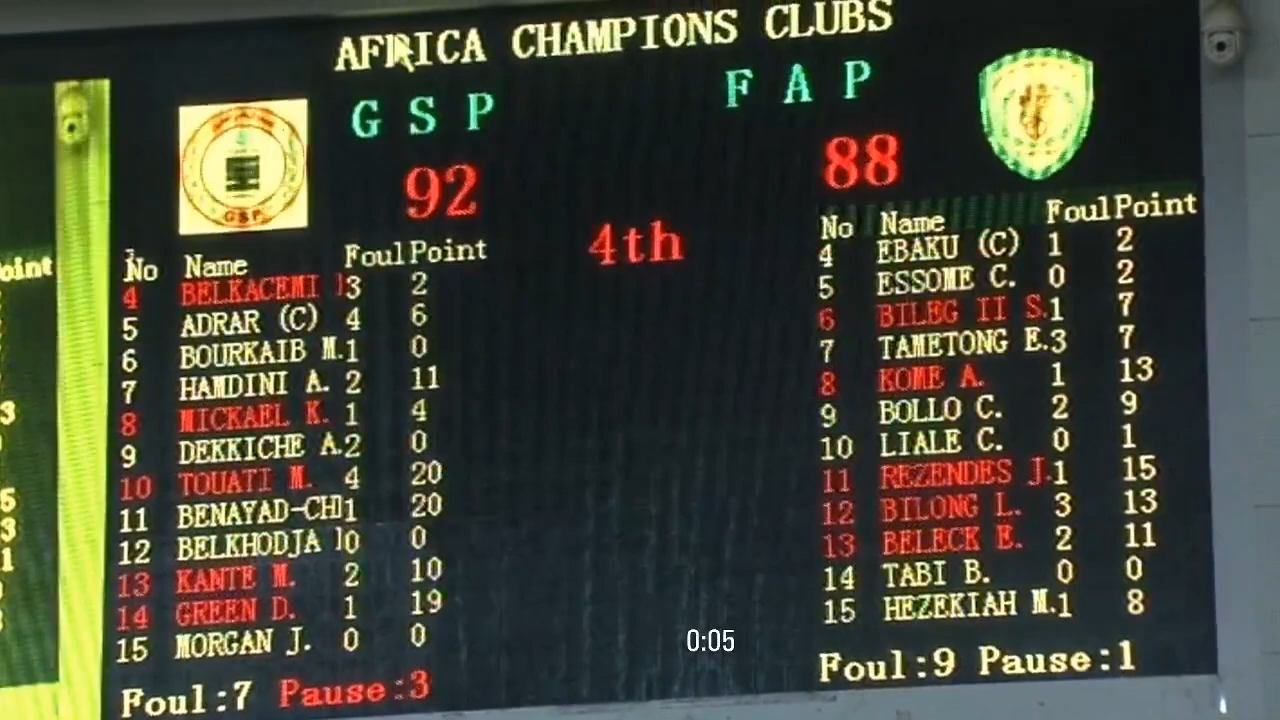 AFRICA CHAMPIONS CLUBS
G S P F A P
GSP
92 88
4th
No Name Foul Point
4 BELKACEMI 3 2
5 ADRAR (C) 4 6
6 BOURKAIB M. 1 0
7 HAMDINI A. 2 11
8 MICKAEL K. 1 4
9 DEKKICHE A. 2 0
10 TOUATI M. 4 20
11 BENAYAD-CH 1 20
12 BELKHODJA 0 0
13 KANTE M. 2 10
14 GREEN D. 1 19
15 MORGAN J. 0 0
Foul:7 Pause:3
No Name Foul Point
4 EBAKU (C) 1 2
5 ESSOME C. 0 2
6 BILEG II S. 1 7
7 TAMETONG E. 3 7
8 KOME A. 1 13
9 BOLLO C. 2 9
10 LIALE C. 0 1
11 REZENDES J. 1 15
12 BILONG L. 3 13
13 BELECK E. 2 11
14 TABI B. 0 0
15 HEZEKIAH M. 1 8
Foul:9 Pause:1
0:05
oint
3
5
3
1